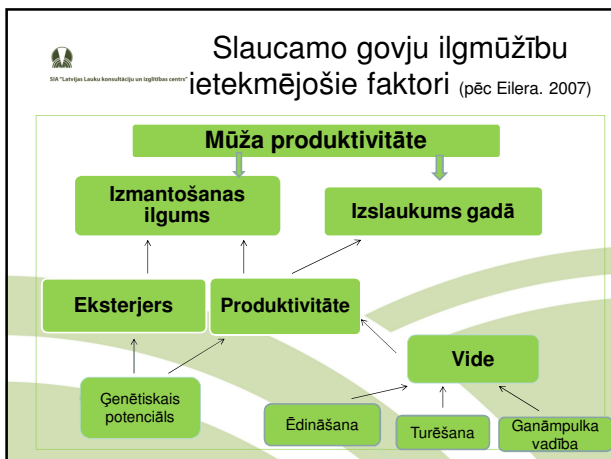 Slaucamo govju ilgmūžību
SIA "Latvijas Lauku konsultāciju un izglītības centrs"
ietekmējošie faktori (pēc Eilera. 2007)
Mūža produktivitāte
Izmantošanas
ilgums
Izslaukums gadā
Eksterjers
Produktivitāte
Vide
Ģenētiskais
potenciāls
Ēdināšana
Turēšana
Ganāmpulka
vadība